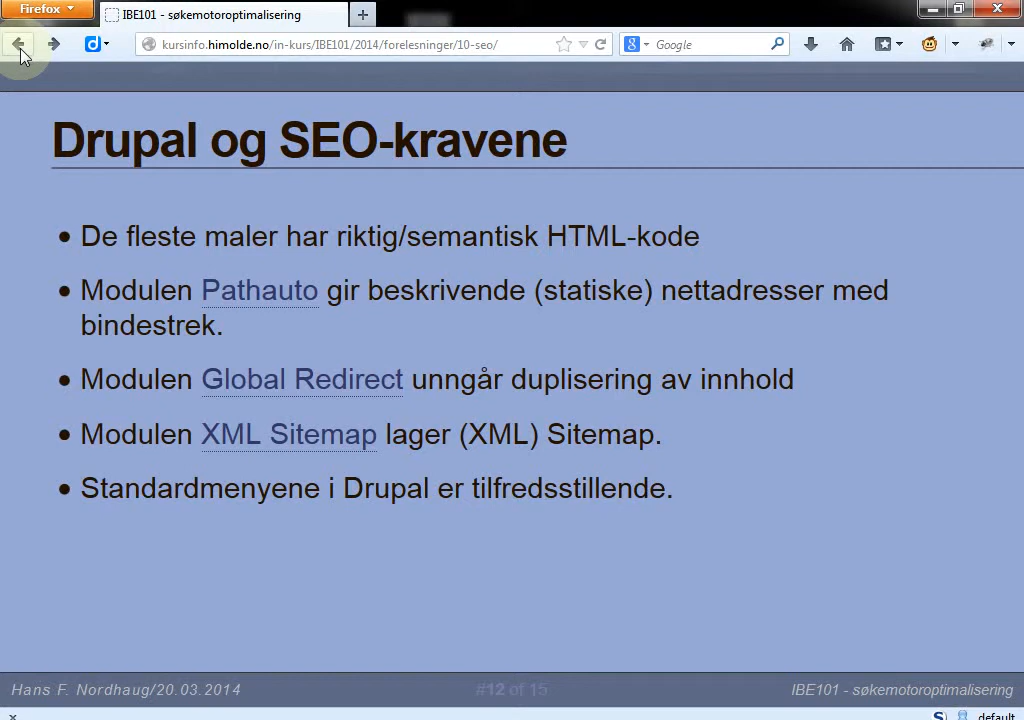 Firefox
IBE101 - søkemotoroptimalisering
kursinfo.himolde.no/in-kurs/IBE101/2014/forelesninger/10-seo/
Google
Drupal og SEO-kravene
De fleste maler har riktig/semantisk HTML-kode
Modulen Pathauto gir beskrivende (statiske) nettadresser med
bindestrek.
Modulen Global Redirect unngår duplisering av innhold
Modulen XML Sitemap lager (XML) Sitemap.
Standardmenyene i Drupal er tilfredsstillende.
Hans F. Nordhaug/20.03.2014
#12 of 15
IBE101 - søkemotoroptimalisering
default